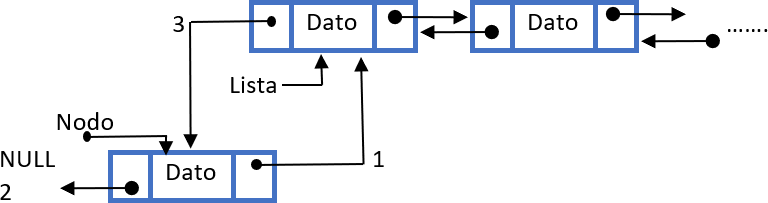 3
Dato
Dato
.......
Lista
Nodo
NULL
2
Dato
1